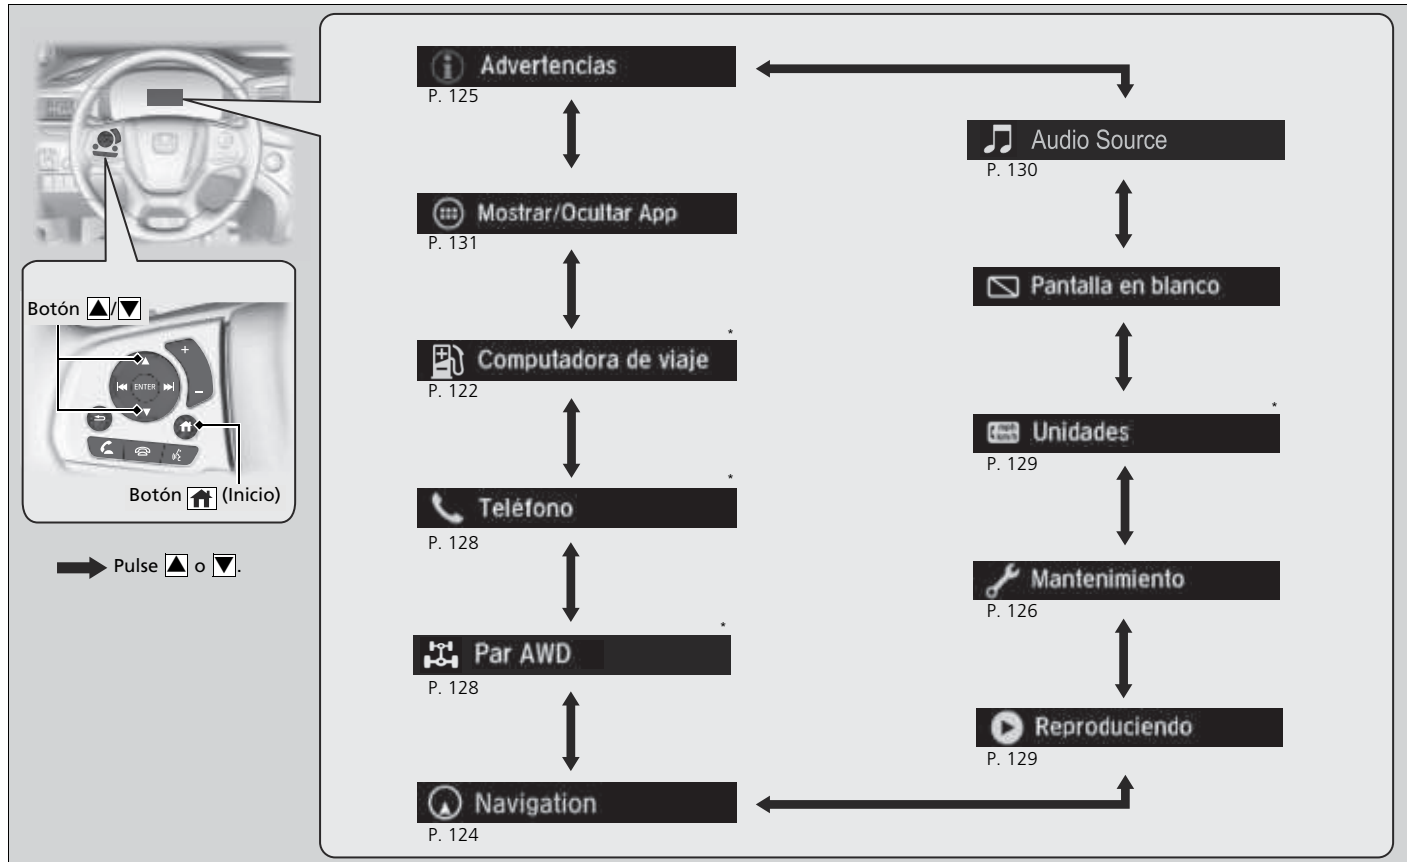 Botón ▲/▼
+
ENTER
−
Botón (Inicio)
Pulse ▲ o ▼.
Advertencias
P. 125
Mostrar/Ocultar App
P. 131
*
Computadora de viaje
P. 122
*
Teléfono
P. 128
*
Par AWD
P. 128
Navigation
P. 124
Audio Source
P. 130
Pantalla en blanco
*
Unidades
P. 129
Mantenimiento
P. 126
Reproduciendo
P. 129